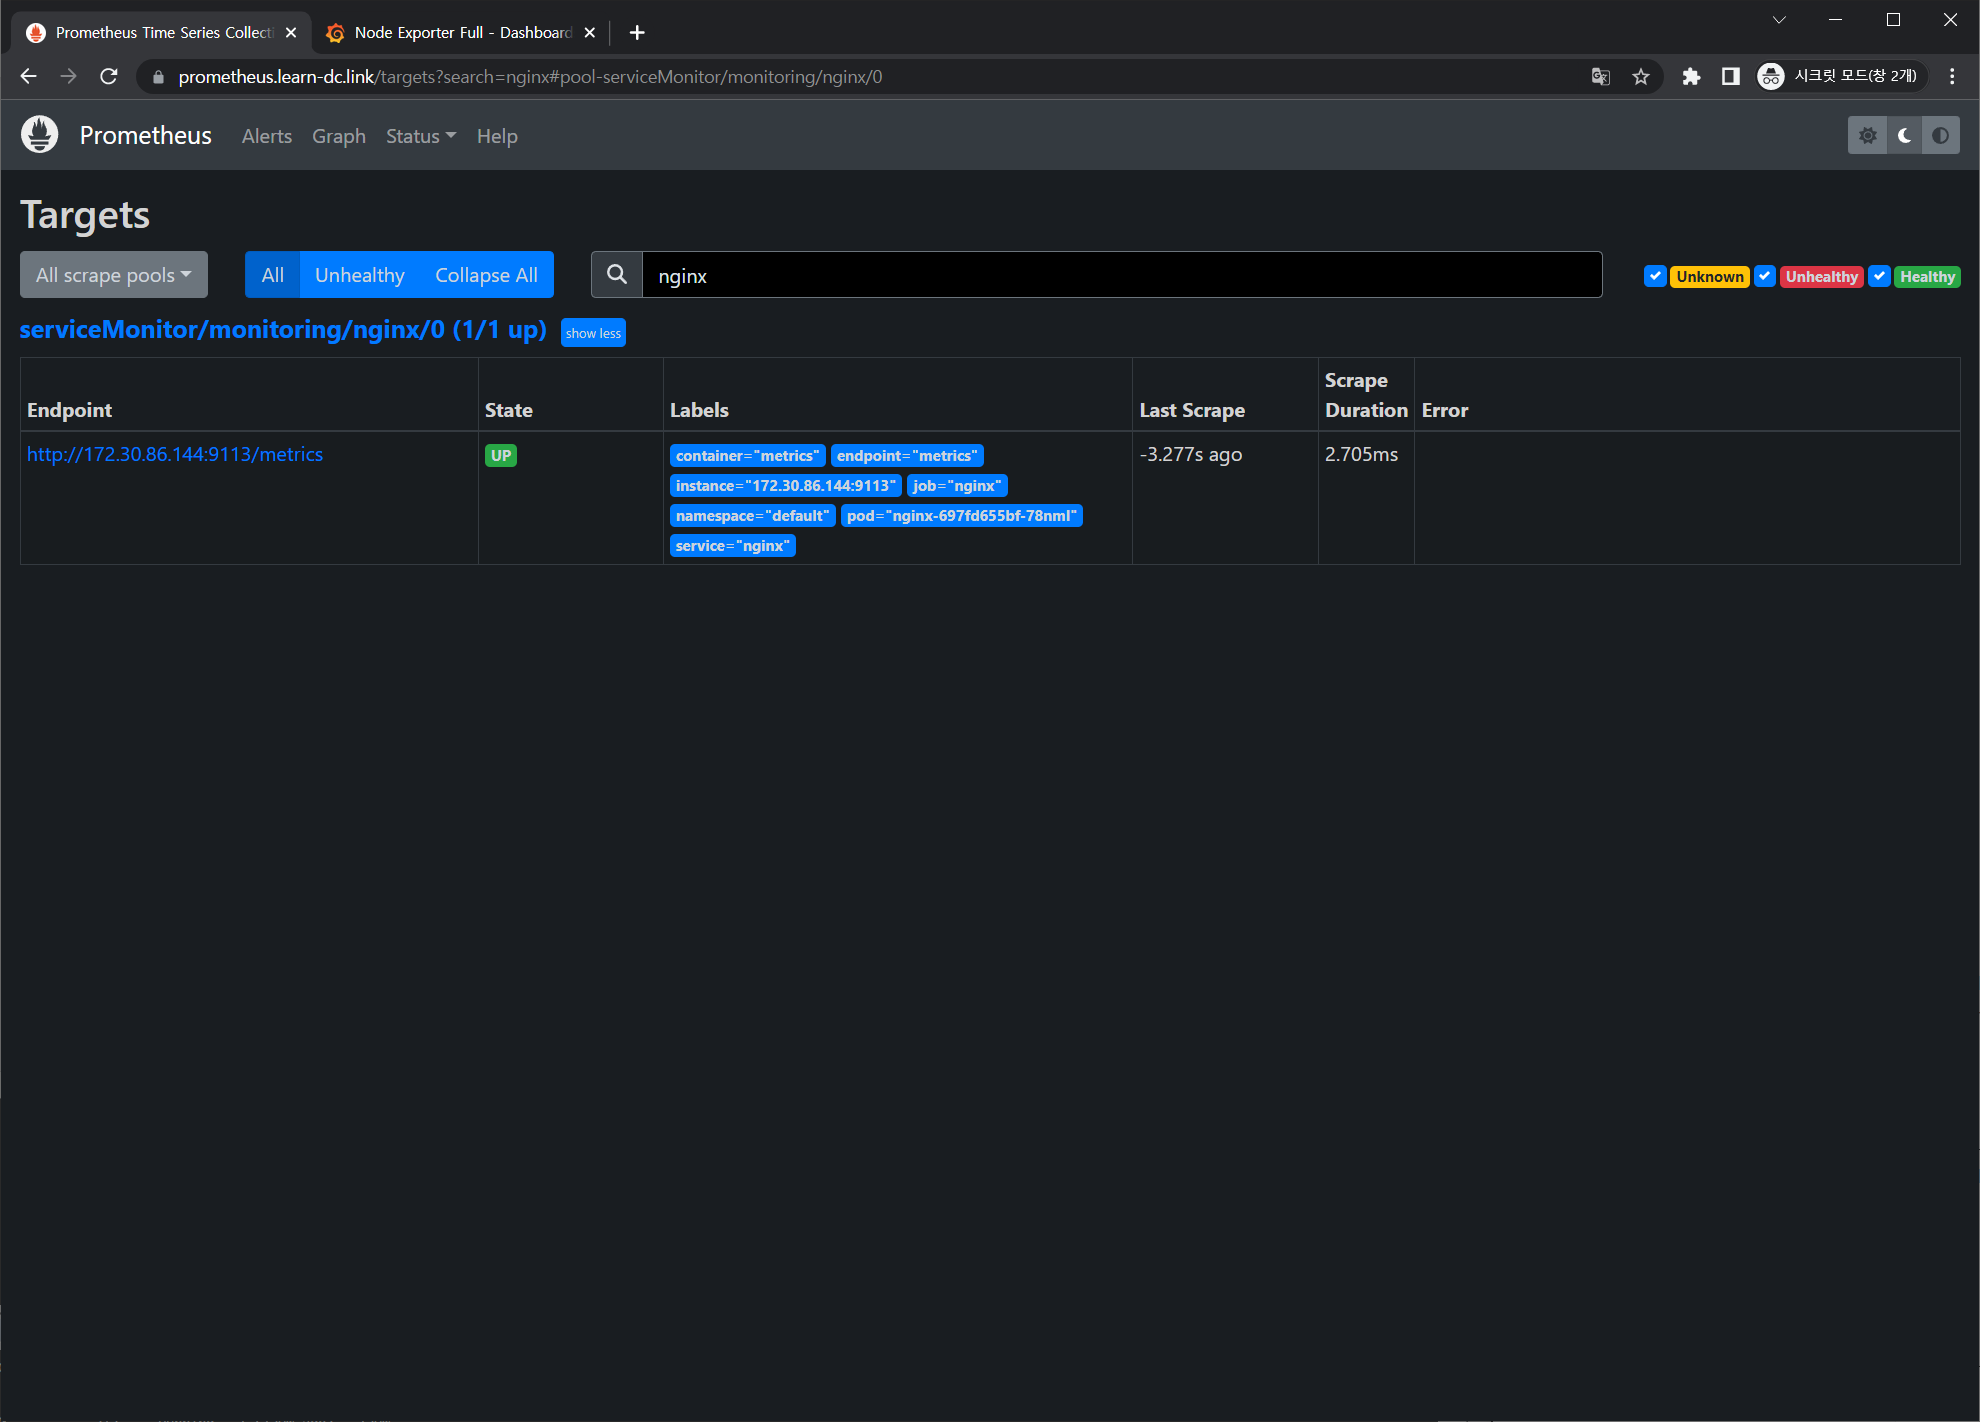 Prometheus Time Series Collecti
Node Exporter Full - Dashboard
prometheus.learn-dc.link/targets?search=nginx#pool-serviceMonitor/monitoring/nginx/0
시크릿 모드(창 2개)
Prometheus Alerts Graph Status Help
Targets
All scrape pools All Unhealthy Collapse All nginx Unknown Unhealthy Healthy
serviceMonitor/monitoring/nginx/0 (1/1 up) show less
Endpoint State Labels Last Scrape Scrape Duration Error
http://172.30.86.144:9113/metrics UP container="metrics" endpoint="metrics" -3.277s ago 2.705ms
instance="172.30.86.144:9113" job="nginx"
namespace="default" pod="nginx-697fd655bf-78nml"
service="nginx"